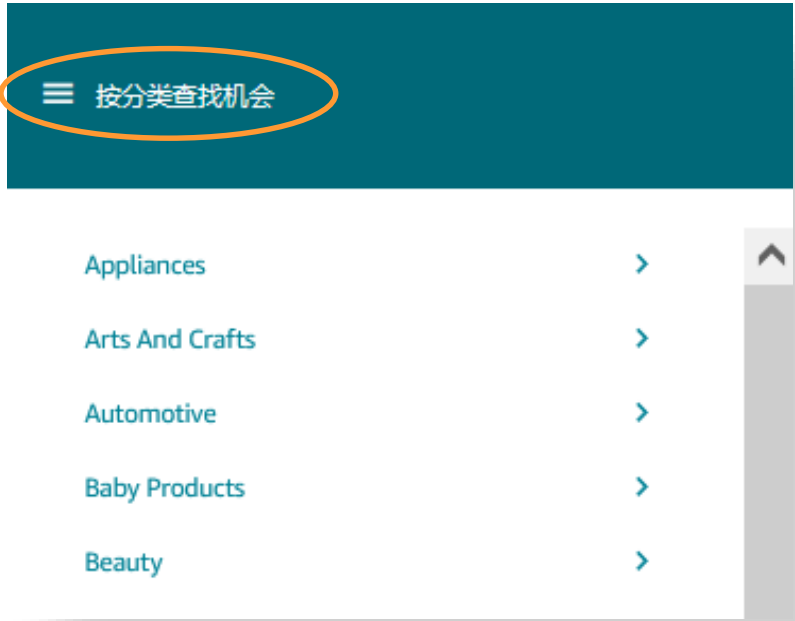 按分类查找机会
Appliances
Arts And Crafts
Automotive
Baby Products
Beauty